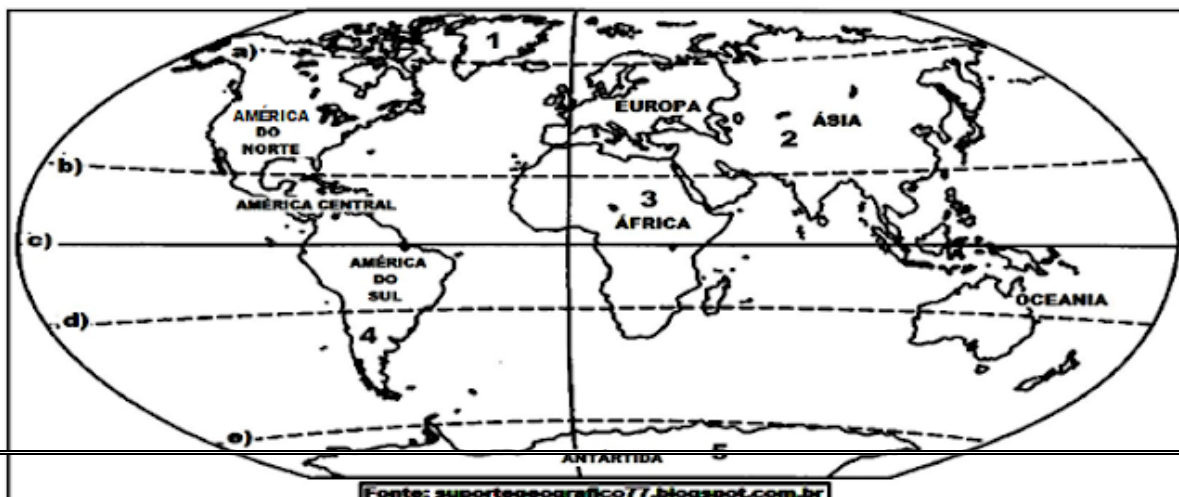 1
a)
EUROPA
AMÉRICA
DO
NORTE
2 ÁSIA
b)
3
AMÉRICA CENTRAL
ÁFRICA
c)
AMÉRICA
DO
SUL
OCEANIA
d)
4
e)
ANTARTIDA
5
Fonte: suportegeografico77.blogspot.com.br